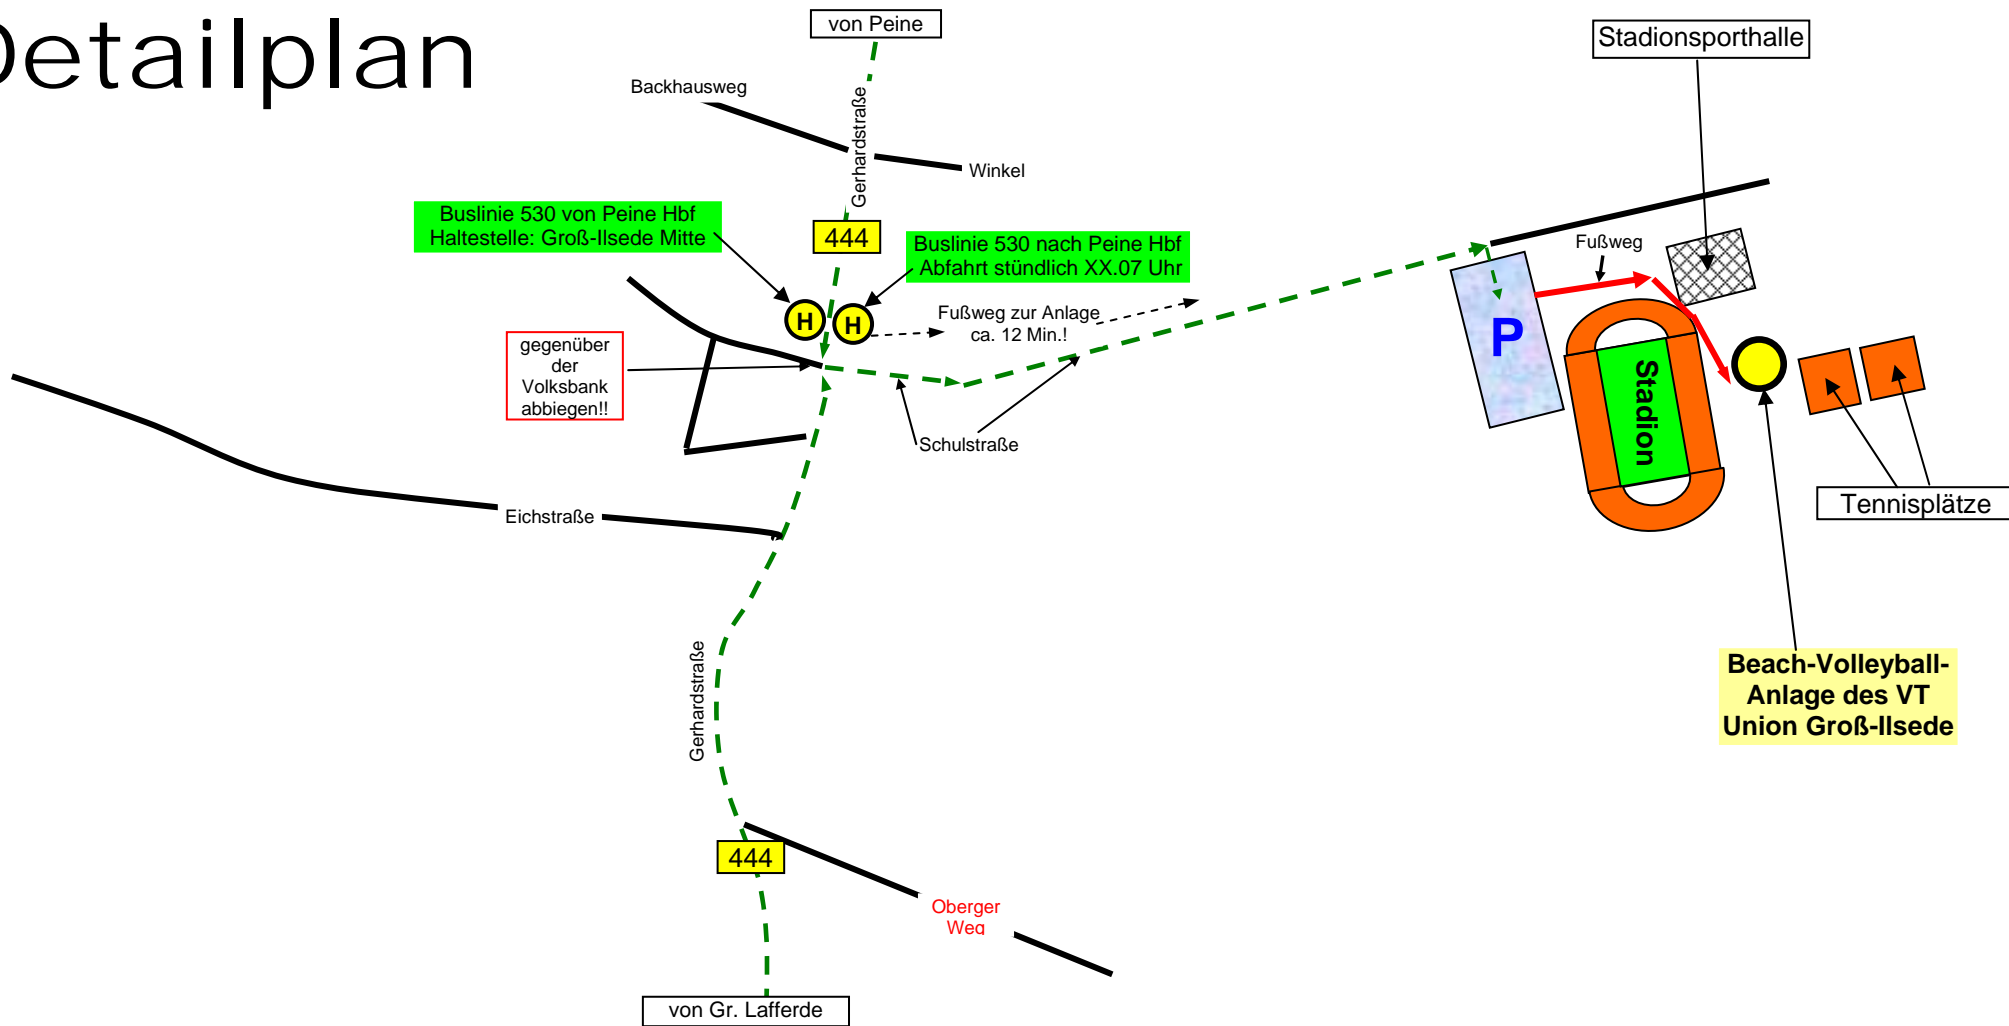 Detailplan
von Peine
Stadionsporthalle
Backhausweg
Gerhardstraße
Winkel
Buslinie 530 von Peine Hbf
Haltestelle: Groß-Ilsede Mitte
444
Buslinie 530 nach Peine Hbf
Abfahrt stündlich XX.07 Uhr
Fußweg
H
H
Fußweg zur Anlage
ca. 12 Min.!
P
gegenüber
der
Volksbank
abbiegen!!
Stadion
Schulstraße
Tennisplätze
Eichstraße
Gerhardstraße
Beach-Volleyball-
Anlage des VT
Union Groß-Ilsede
444
Oberger
Weg
von Gr. Lafferde